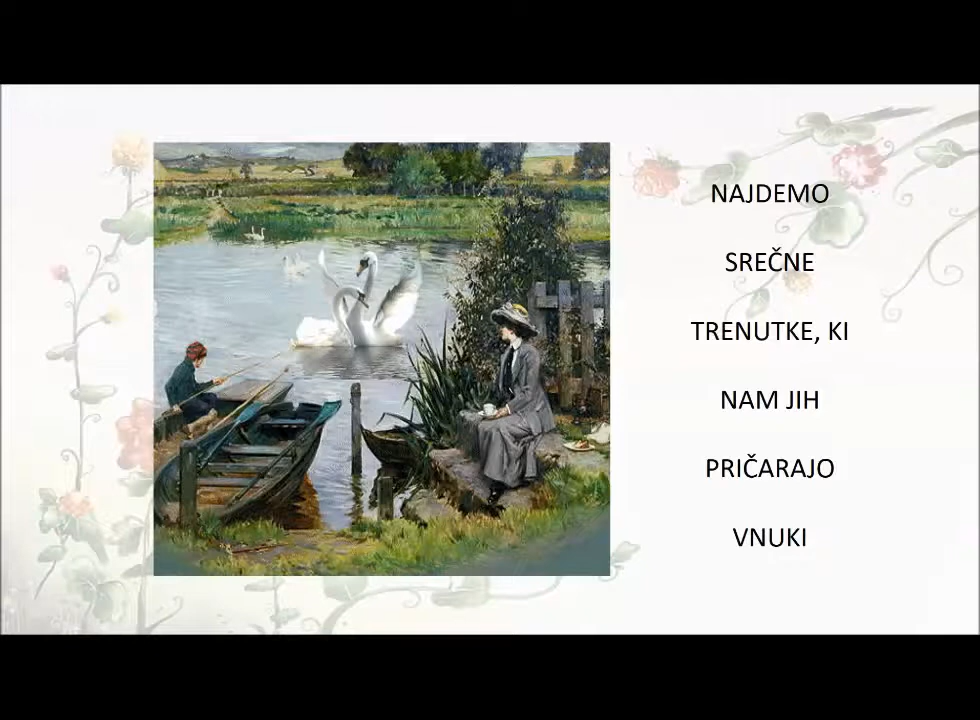 NAJDEMO
SREČNE
TRENUTKE, KI
NAM JIH
PRIČARAJO
VNUKI